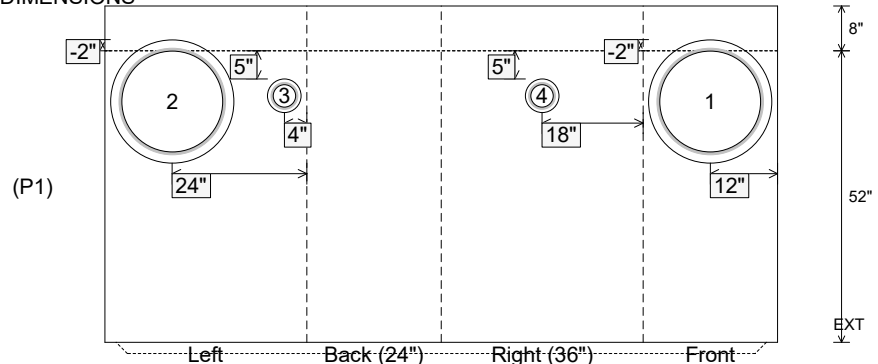 DIMENSIONS
8"
-2"
-2"
5"
5"
2
3
4
1
4"
18"
24"
12"
(P1)
52"
EXT
Left
Back (24")
Right (36")
Front